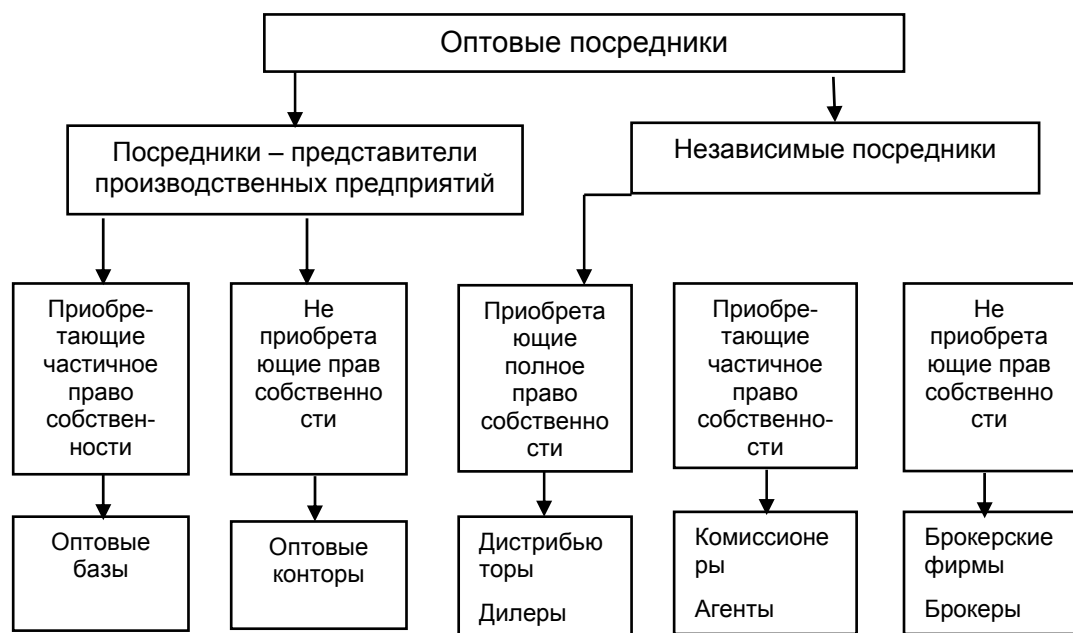 Оптовые посредники
Посредники – представители
производственных предприятий
Независимые посредники
Приобре-
тающие
частичное
право
собствен-
ности
Не
приобрета
ющие прав
собственно
сти
Приобрета
ющие
полное
право
собственно
сти
Приобре-
тающие
частичное
право
собственно-
сти
Не
приобрета
ющие прав
собственно
сти
Оптовые
базы
Оптовые
конторы
Дистрибью
торы
Дилеры
Комиссионе
ры
Агенты
Брокерские
фирмы
Брокеры